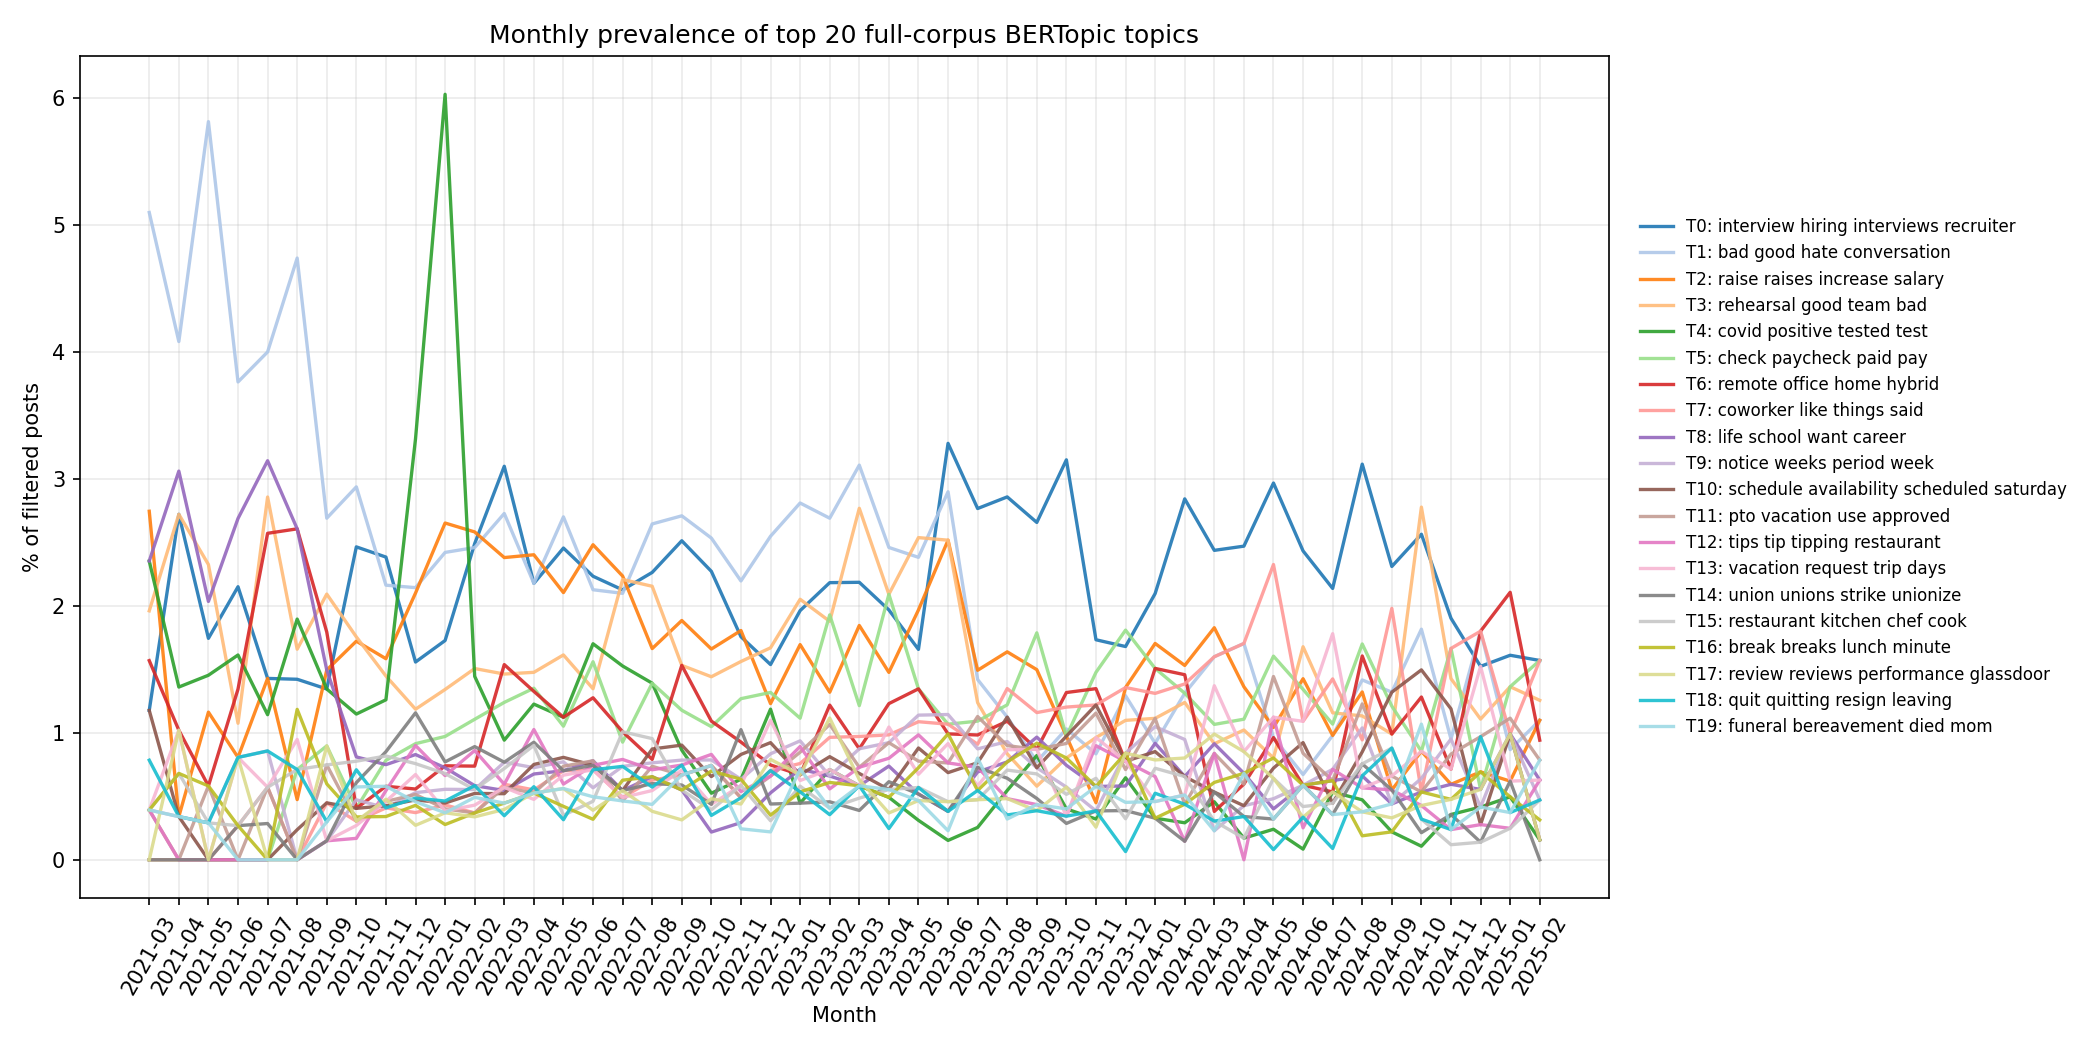 Monthly prevalence of top 20 full-corpus BERTopic topics
% of filtered posts
6
5
4
3
2
1
0
2021-03
2021-04
2021-05
2021-06
2021-07
2021-08
2021-09
2021-10
2021-11
2021-12
2022-01
2022-02
2022-03
2022-04
2022-05
2022-06
2022-07
2022-08
2022-09
2022-10
2022-11
2022-12
2023-01
2023-02
2023-03
2023-04
2023-05
2023-06
2023-07
2023-08
2023-09
2023-10
2023-11
2023-12
2024-01
2024-02
2024-03
2024-04
2024-05
2024-06
2024-07
2024-08
2024-09
2024-10
2024-11
2024-12
2025-01
2025-02
Month
T0: interview hiring interviews recruiter
T1: bad good hate conversation
T2: raise raises increase salary
T3: rehearsal good team bad
T4: covid positive tested test
T5: check paycheck paid pay
T6: remote office home hybrid
T7: coworker like things said
T8: life school want career
T9: notice weeks period week
T10: schedule availability scheduled saturday
T11: pto vacation use approved
T12: tips tip tipping restaurant
T13: vacation request trip days
T14: union unions strike unionize
T15: restaurant kitchen chef cook
T16: break breaks lunch minute
T17: review reviews performance glassdoor
T18: quit quitting resign leaving
T19: funeral bereavement died mom